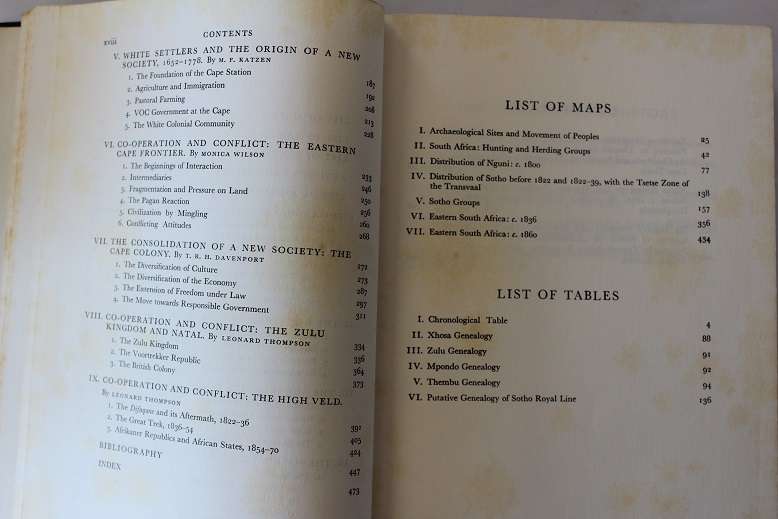 xviii CONTENTS
V. WHITE SETTLERS AND THE ORIGIN OF A NEW
SOCIETY, 1652-1778. By M. F. KATZEN
1. The Foundation of the Cape Station 187
2. Agriculture and Immigration 192
3. Pastoral Farming 208
4. VOC Government at the Cape 213
5. The White Colonial Community 228
VI. CO-OPERATION AND CONFLICT: THE EASTERN
CAPE FRONTIER. By MONICA WILSON
1. The Beginnings of Interaction 233
2. Intermediaries 246
3. Fragmentation and Pressure on Land 250
4. The Pagan Reaction 256
5. Civilization by Mingling 260
6. Conflicting Attitudes 268
VII. THE CONSOLIDATION OF A NEW SOCIETY: THE
CAPE COLONY. By T. R. H. DAVENPORT 272
1. The Diversification of Culture 273
2. The Diversification of the Economy 287
3. The Extension of Freedom under Law 297
4. The Move towards Responsible Government 311
VIII. CO-OPERATION AND CONFLICT: THE ZULU
KINGDOM AND NATAL. By LEONARD THOMPSON 334
1. The Zulu Kingdom 336
2. The Voortrekker Republic 364
3. The British Colony 373
IX. CO-OPERATION AND CONFLICT: THE HIGH VELD.
By LEONARD THOMPSON
1. The Difaqane and its Aftermath, 1822-36 391
2. The Great Trek, 1836-54 405
3. Afrikaner Republics and African States, 1854-70 424
BIBLIOGRAPHY 447
INDEX 473
LIST OF MAPS
I. Archaeological Sites and Movement of Peoples 25
II. South Africa: Hunting and Herding Groups 42
III. Distribution of Nguni: c. 1800 77
IV. Distribution of Sotho before 1822 and 1822-39, with the Tsetse Zone of
the Transvaal 138
V. Sotho Groups 157
VI. Eastern South Africa: c. 1836 356
VII. Eastern South Africa: c. 1860 434
LIST OF TABLES
I. Chronological Table 4
II. Xhosa Genealogy 88
III. Zulu Genealogy 91
IV. Mpondo Genealogy 92
V. Thembu Genealogy 94
VI. Putative Genealogy of Sotho Royal Line 136